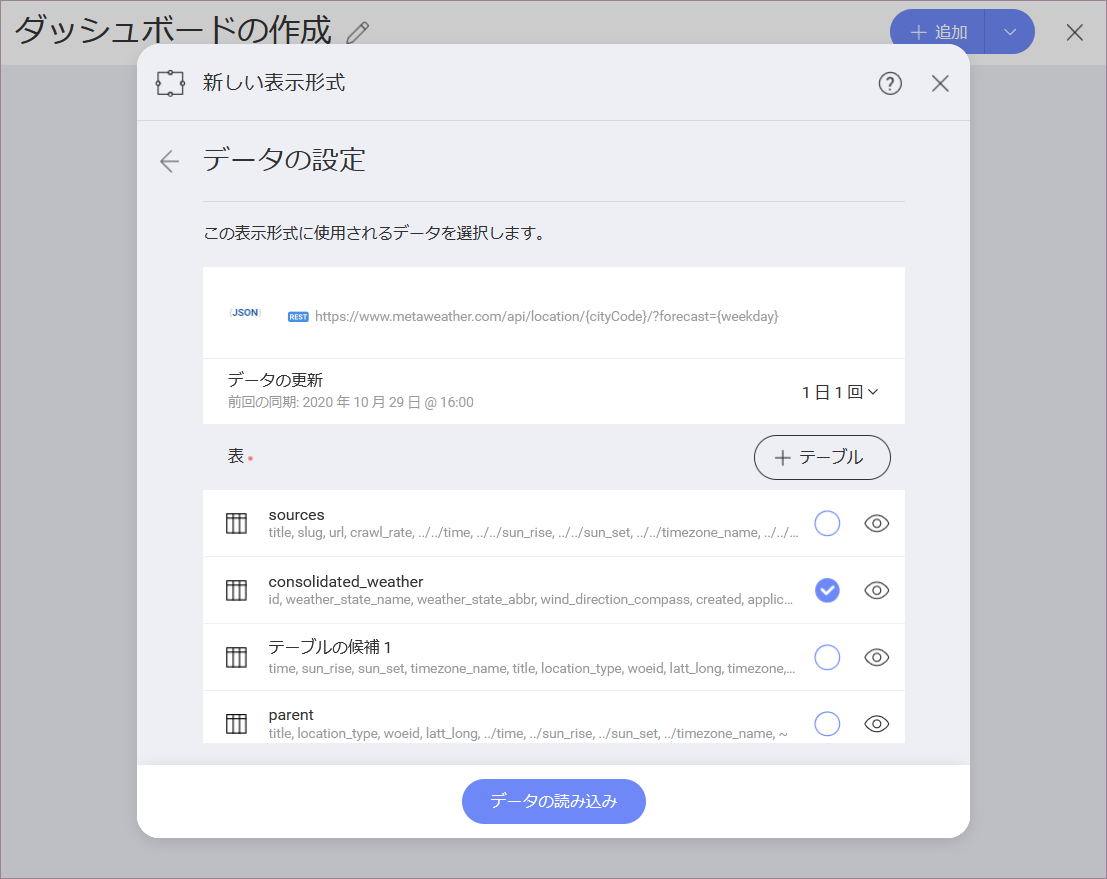 ダッシュボードの作成
追加
新しい表示形式
データの設定
この表示形式に使用されるデータを選択します。
{JSON}
REST https://www.metaweather.com/api/location/{cityCode}/?forecast={weekday}
データの更新
前回の同期: 2020 年 10 月 29 日 @ 16:00
1 日 1 回
表
テーブル
sources
title, slug, url, crawl_rate, ../../time, ../../sun_rise, ../../sun_set, ../../timezone_name, ../../...
consolidated_weather
id, weather_state_name, weather_state_abbr, wind_direction_compass, created, applic...
テーブルの候補 1
time, sun_rise, sun_set, timezone_name, title, location_type, woeid, latt_long, timezone,...
parent
title, location_type, woeid, latt_long, ../time, ../sun_rise, ../sun_set, ../timezone_name, ~
データの読み込み